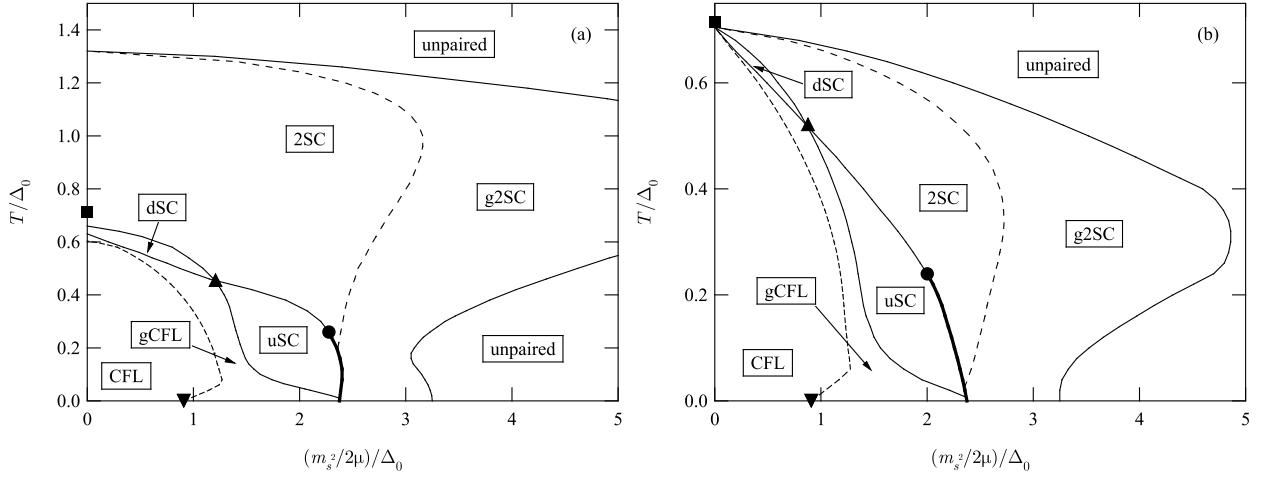 (a)
unpaired
2SC
dSC
g2SC
gCFL
uSC
CFL
unpaired
1.4
1.2
1.0
0.8
0.6
0.4
0.2
0.0
T/Δ₀
0
1
2
3
4
5
(mₛ²/2μ)/Δ₀
(b)
unpaired
dSC
2SC
g2SC
gCFL
uSC
CFL
0.6
0.4
0.2
0.0
T/Δ₀
0
1
2
3
4
5
(mₛ²/2μ)/Δ₀